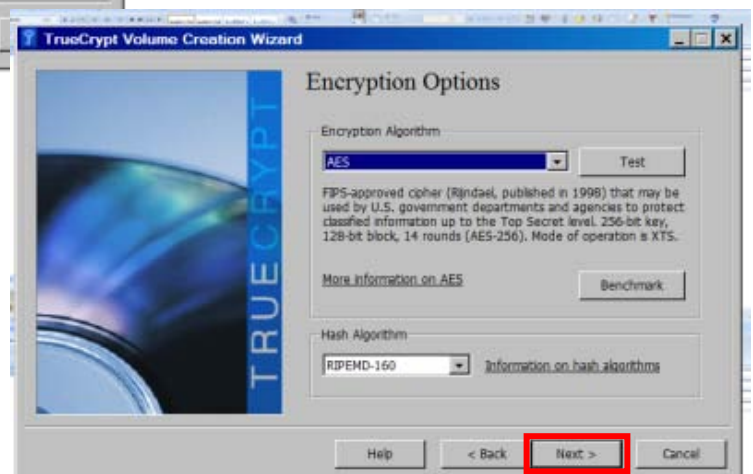 TrueCrypt Volume Creation Wizard
TRUECRYPT
Encryption Options
Encryption Algorithm
AES
Test
FIPS-approved cipher (Rijndael, published in 1998) that may be
used by U.S. government departments and agencies to protect
classified information up to the Top Secret level. 256-bit key,
128-bit block, 14 rounds (AES-256). Mode of operation is XTS.
More information on AES
Benchmark
Hash Algorithm
RIPEMD-160
Information on hash algorithms
Help
< Back
Next >
Cancel